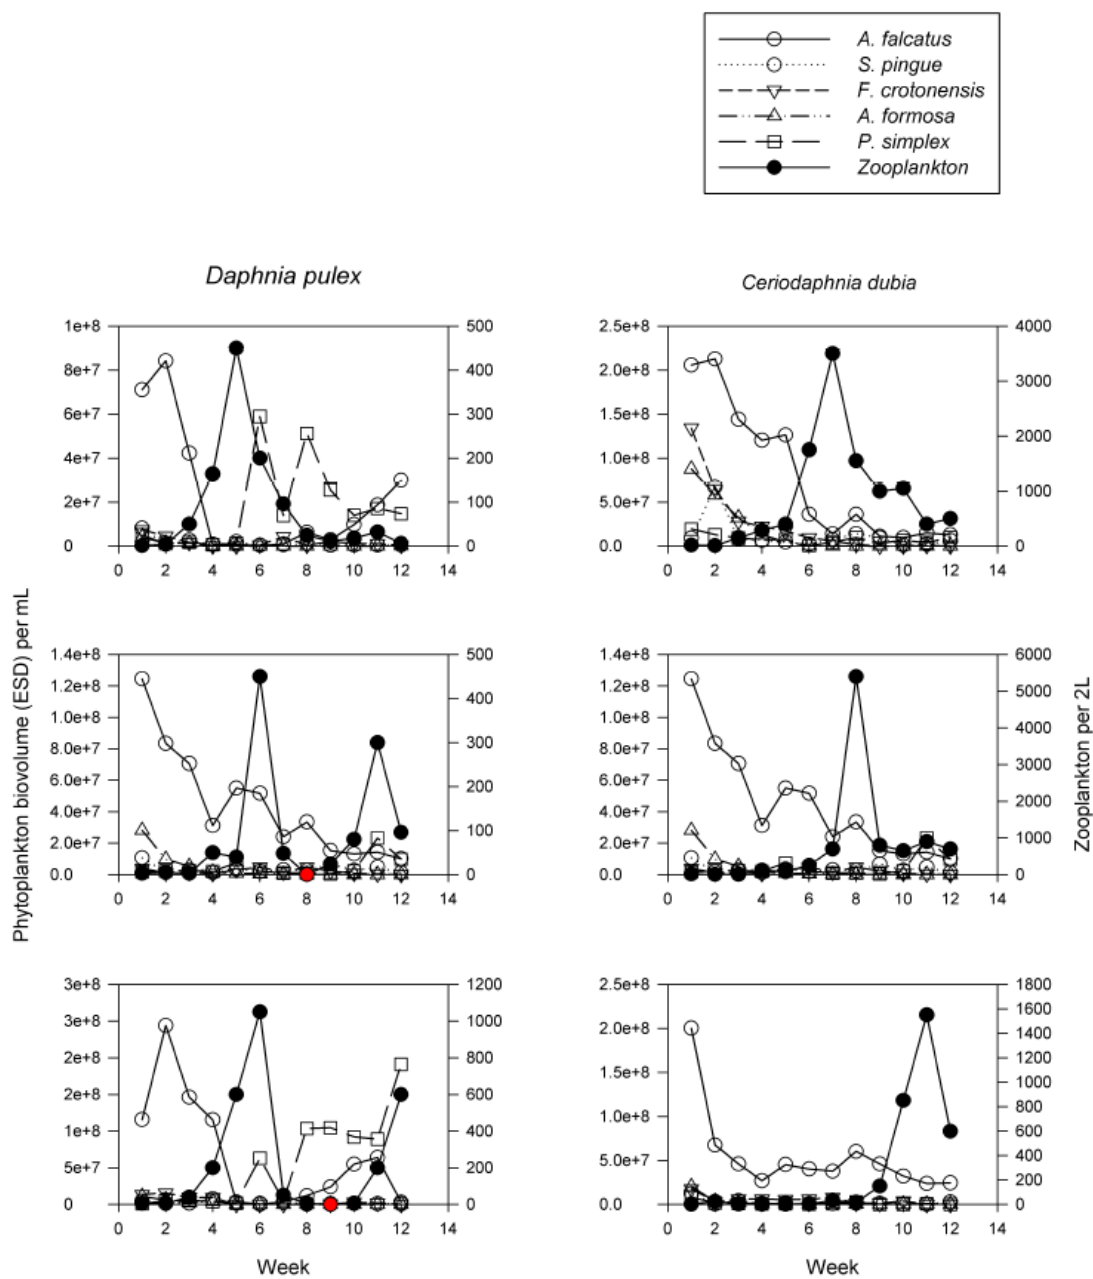 A. falcatus
S. pingue
F. crotonensis
A. formosa
P. simplex
Zooplankton
Daphnia pulex
Ceriodaphnia dubia
Phytoplankton biovolume (ESD) per mL
Zooplankton per 2L
1e+8
8e+7
6e+7
4e+7
2e+7
0
500
400
300
200
100
0
0 2 4 6 8 10 12 14
2.5e+8
2.0e+8
1.5e+8
1.0e+8
5.0e+7
0.0
4000
3000
2000
1000
0
0 2 4 6 8 10 12 14
1.4e+8
1.2e+8
1.0e+8
8.0e+7
6.0e+7
4.0e+7
2.0e+7
0.0
500
400
300
200
100
0
0 2 4 6 8 10 12 14
1.4e+8
1.2e+8
1.0e+8
8.0e+7
6.0e+7
4.0e+7
2.0e+7
0.0
6000
5000
4000
3000
2000
1000
0
0 2 4 6 8 10 12 14
3e+8
3e+8
2e+8
2e+8
1e+8
5e+7
0
1200
1000
800
600
400
200
0
0 2 4 6 8 10 12 14
Week
2.5e+8
2.0e+8
1.5e+8
1.0e+8
5.0e+7
0.0
1800
1600
1400
1200
1000
800
600
400
200
0
0 2 4 6 8 10 12 14
Week